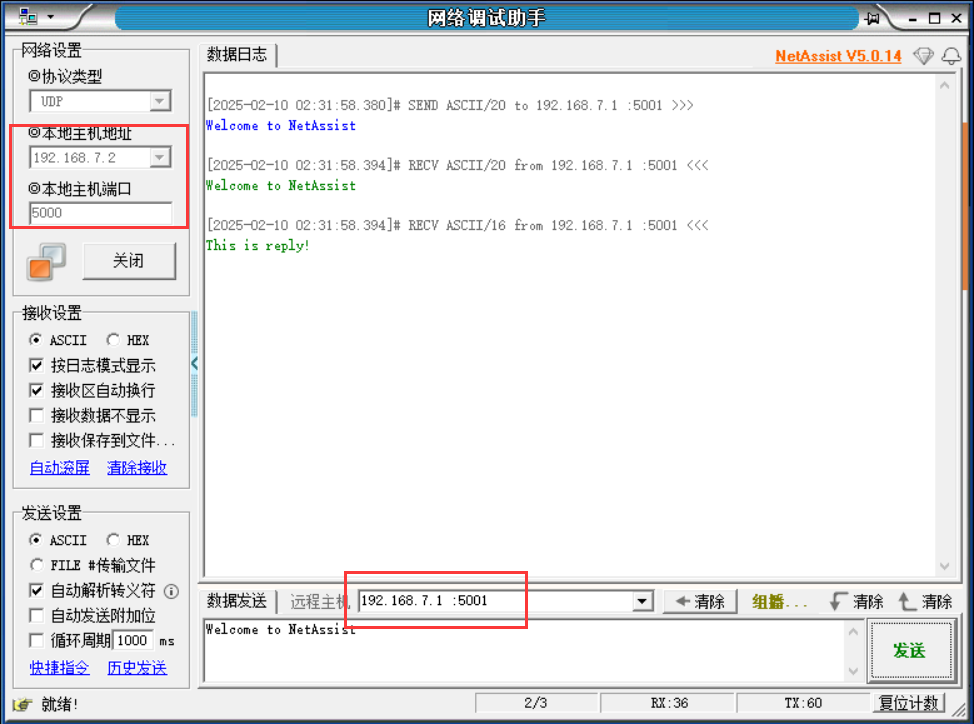 网络调试助手
网络设置
协议类型
UDP
本地主机地址
192.168.7.2
本地主机端口
5000
关闭
接收设置
ASCII HEX
按日志模式显示
接收区自动换行
接收数据不显示
接收保存到文件...
自动滚屏 清除接收
发送设置
ASCII HEX
FILE #传输文件
自动解析转义符
自动发送附加位
循环周期 1000 ms
快捷指令 历史发送
数据日志
NetAssist V5.0.14
[2025-02-10 02:31:58.380]# SEND ASCII/20 to 192.168.7.1 :5001 >>>
Welcome to NetAssist
[2025-02-10 02:31:58.394]# RECV ASCII/20 from 192.168.7.1 :5001 <<<
Welcome to NetAssist
[2025-02-10 02:31:58.394]# RECV ASCII/16 from 192.168.7.1 :5001 <<<
This is reply!
数据发送 远程主机 192.168.7.1 :5001 清除 组播... 清除 清除
Welcome to NetAssist
发送
就绪! 2/3 RX:36 TX:60 复位计数